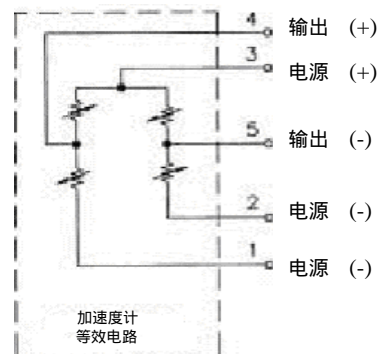 4 输出 (+)
3 电源 (+)
5 输出 (-)
2 电源 (-)
1 电源 (-)
加速度计
等效电路